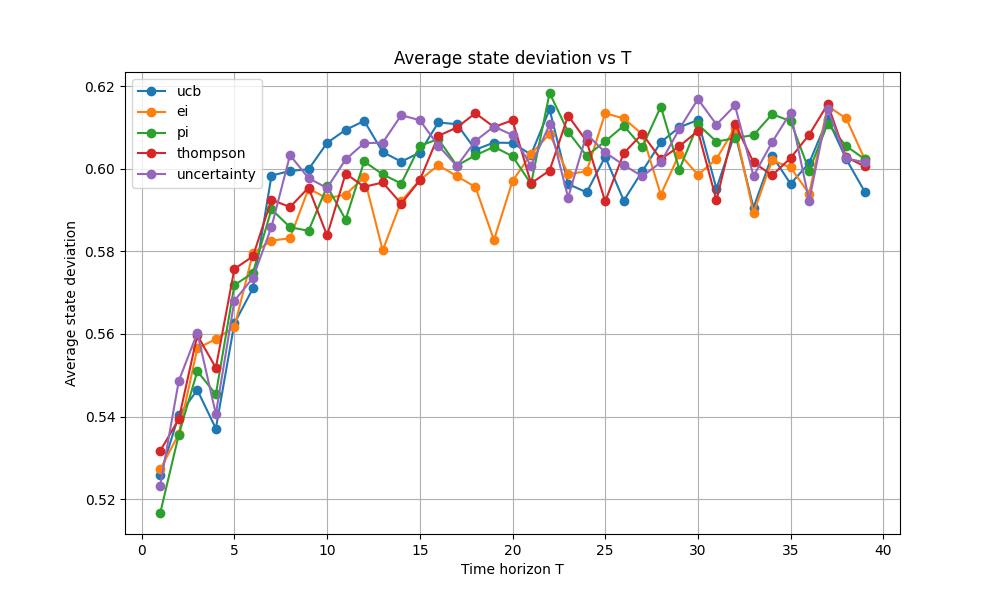 Average state deviation vs T
ucb
ei
pi
thompson
uncertainty
Average state deviation
0.62
0.60
0.58
0.56
0.54
0.52
0
5
10
15
20
25
30
35
40
Time horizon T